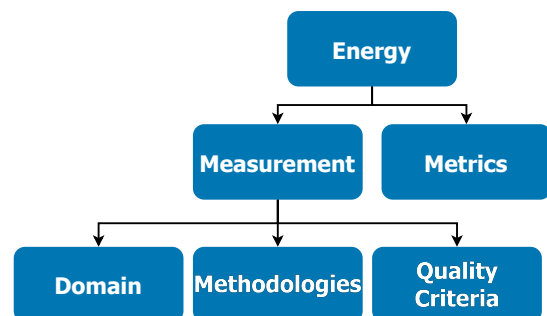 Energy
Measurement
Metrics
Domain
Methodologies
Quality
Criteria